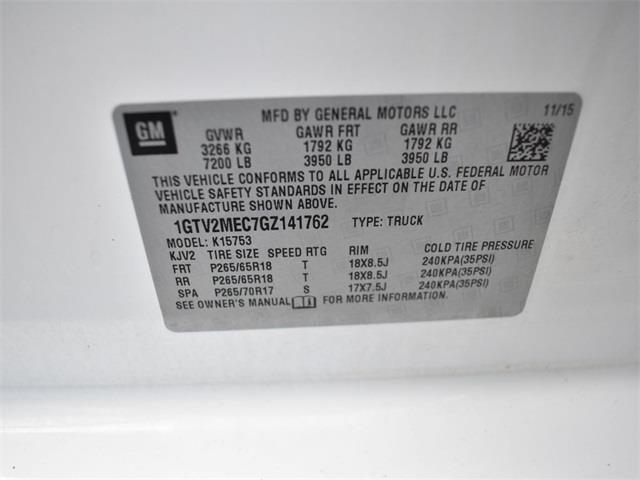 GM
MFD BY GENERAL MOTORS LLC 11/15
GVWR GAWR FRT GAWR RR
3266 KG 1792 KG 1792 KG
7200 LB 3950 LB 3950 LB
THIS VEHICLE CONFORMS TO ALL APPLICABLE U.S. FEDERAL MOTOR
VEHICLE SAFETY STANDARDS IN EFFECT ON THE DATE OF
MANUFACTURE SHOWN ABOVE.
1GTV2MEC7GZ141762 TYPE: TRUCK
MODEL: K15753
KJV2 TIRE SIZE SPEED RTG RIM COLD TIRE PRESSURE
FRT P265/65R18 T 18X8.5J 240KPA(35PSI)
RR P265/65R18 T 18X8.5J 240KPA(35PSI)
SPA P265/70R17 S 17X7.5J 240KPA(35PSI)
SEE OWNER'S MANUAL FOR MORE INFORMATION.